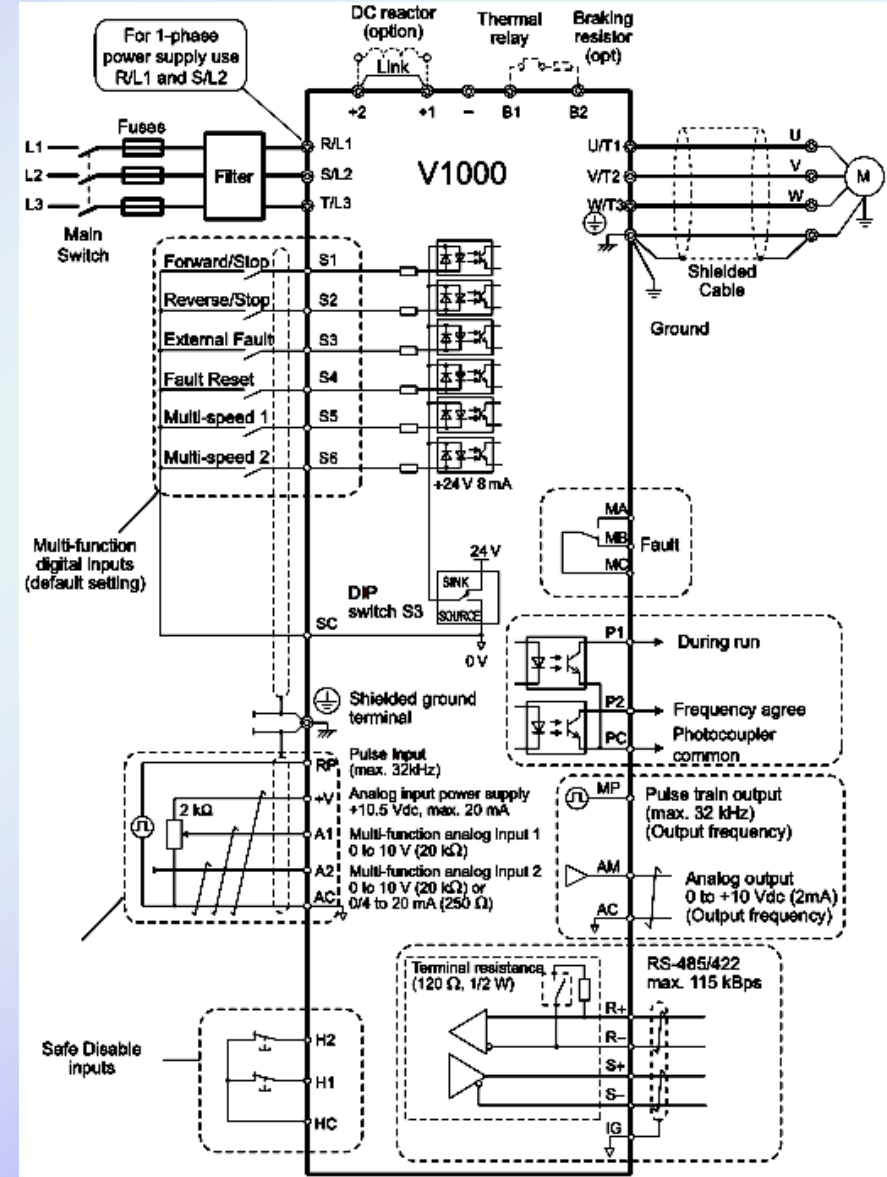 DC reactor
(option)
Thermal
relay
Braking
resistor
(opt)
For 1-phase
power supply use
R/L1 and S/L2
Link
+2
+1
–
B1
B2
Fuses
L1
L2
L3
Filter
R/L1
S/L2
T/L3
V1000
U/T1
V/T2
W/T3
U
V
W
M
Main
Switch
Shielded
Cable
Ground
Forward/Stop
S1
Reverse/Stop
S2
External Fault
S3
Fault Reset
S4
Multi-speed 1
S5
Multi-speed 2
S6
+24 V 8 mA
Multi-function
digital inputs
(default setting)
MA
MB
MC
Fault
24 V
SINK
SOURCE
DIP
switch S3
SC
0 V
P1
During run
P2
Frequency agree
PC
Photocoupler
common
Shielded ground
terminal
RP
Pulse Input
(max. 32kHz)
+V
Analog input power supply
+10.5 Vdc, max. 20 mA
2 kΩ
A1
Multi-function analog Input 1
0 to 10 V (20 kΩ)
A2
Multi-function analog Input 2
0 to 10 V (20 kΩ) or
0/4 to 20 mA (250 Ω)
AC
MP
Pulse train output
(max. 32 kHz)
(Output frequency)
AM
Analog output
0 to +10 Vdc (2mA)
(Output frequency)
AC
Terminal resistance
(120 Ω, 1/2 W)
RS-485/422
max. 115 kBps
R+
R–
S+
S–
IG
Safe Disable
inputs
H2
H1
HC